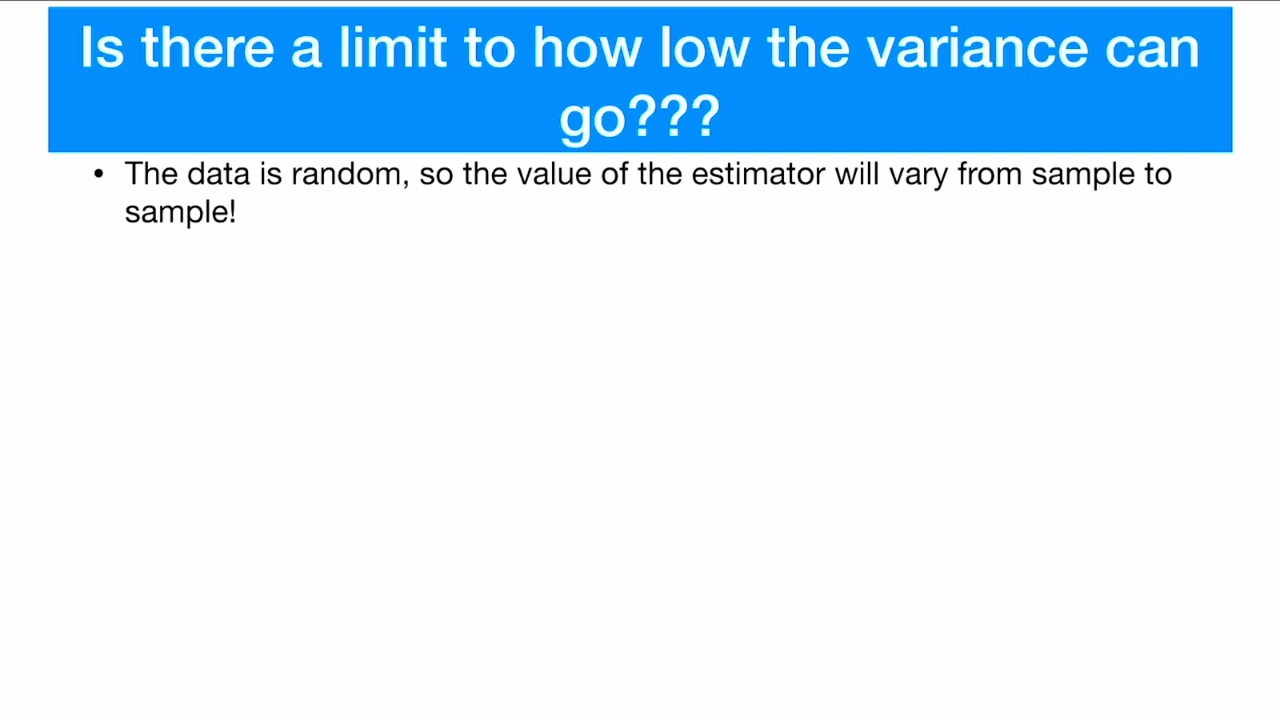 Is there a limit to how low the variance can
go???
• The data is random, so the value of the estimator will vary from sample to
sample!